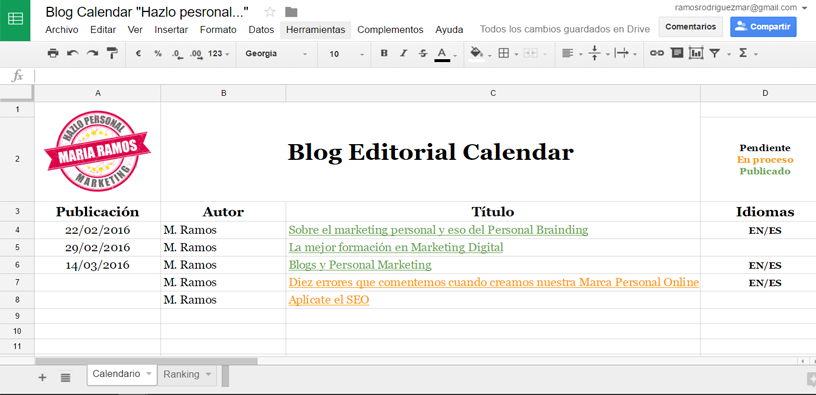 Blog Calendar "Hazlo pesronal..."
ramosrodriguezmar@gmail.com
Archivo Editar Ver Insertar Formato Datos Herramientas Complementos Ayuda Todos los cambios guardados en Drive
Comentarios Compartir
€ % .0 .00 123 Georgia 10 B I S A Σ
fx
A B C D
1
2 HAZLO PERSONAL MARIA RAMOS MARKETING Blog Editorial Calendar
Pendiente
En proceso
Publicado
3 Publicación Autor Título Idiomas
4 22/02/2016 M. Ramos Sobre el marketing personal y eso del Personal Brainding EN/ES
5 29/02/2016 M. Ramos La mejor formación en Marketing Digital
6 14/03/2016 M. Ramos Blogs y Personal Marketing EN/ES
7 M. Ramos Diez errores que comentemos cuando creamos nuestra Marca Personal Online EN/ES
8 M. Ramos Aplícate el SEO
9
10
11
Calendario Ranking